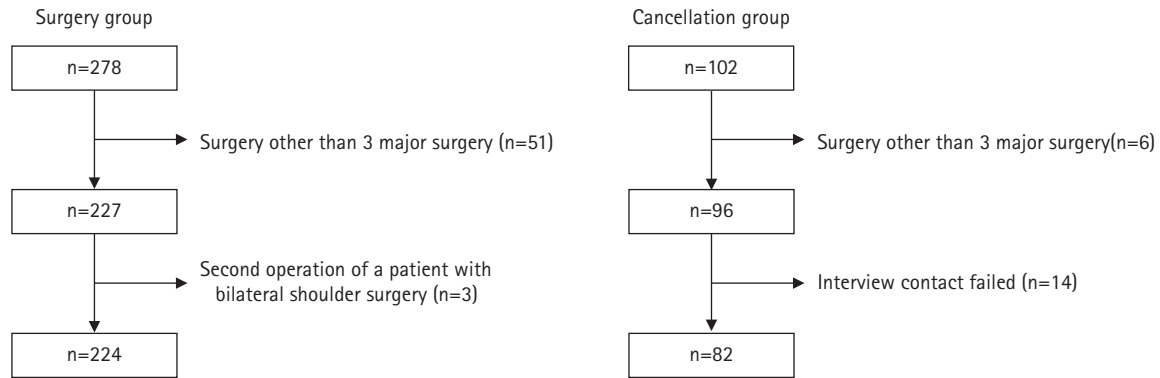 Surgery group
n=278
Surgery other than 3 major surgery (n=51)
n=227
Second operation of a patient with
bilateral shoulder surgery (n=3)
n=224
Cancellation group
n=102
Surgery other than 3 major surgery(n=6)
n=96
Interview contact failed (n=14)
n=82